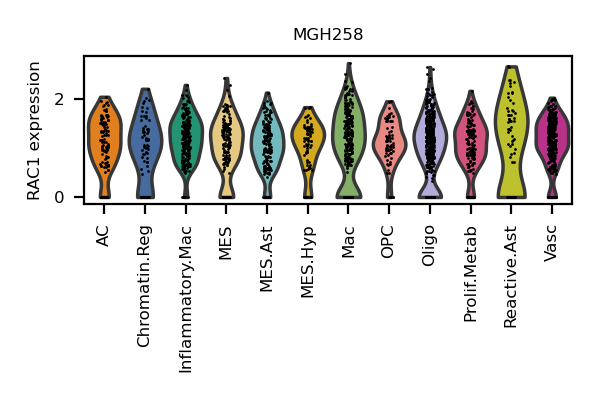 MGH258
RAC1 expression
2
0
AC
Chromatin.Reg
Inflammatory.Mac
MES
MES.Ast
MES.Hyp
Mac
OPC
Oligo
Prolif.Metab
Reactive.Ast
Vasc